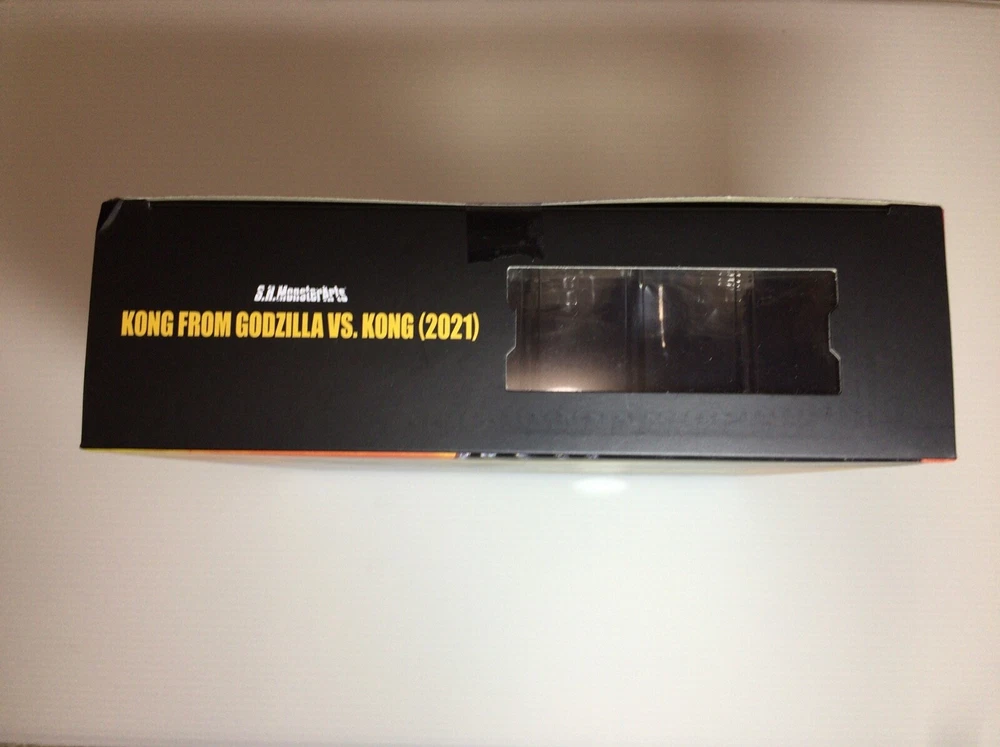 S.H.MonsterArts
KONG FROM GODZILLA VS. KONG (2021)